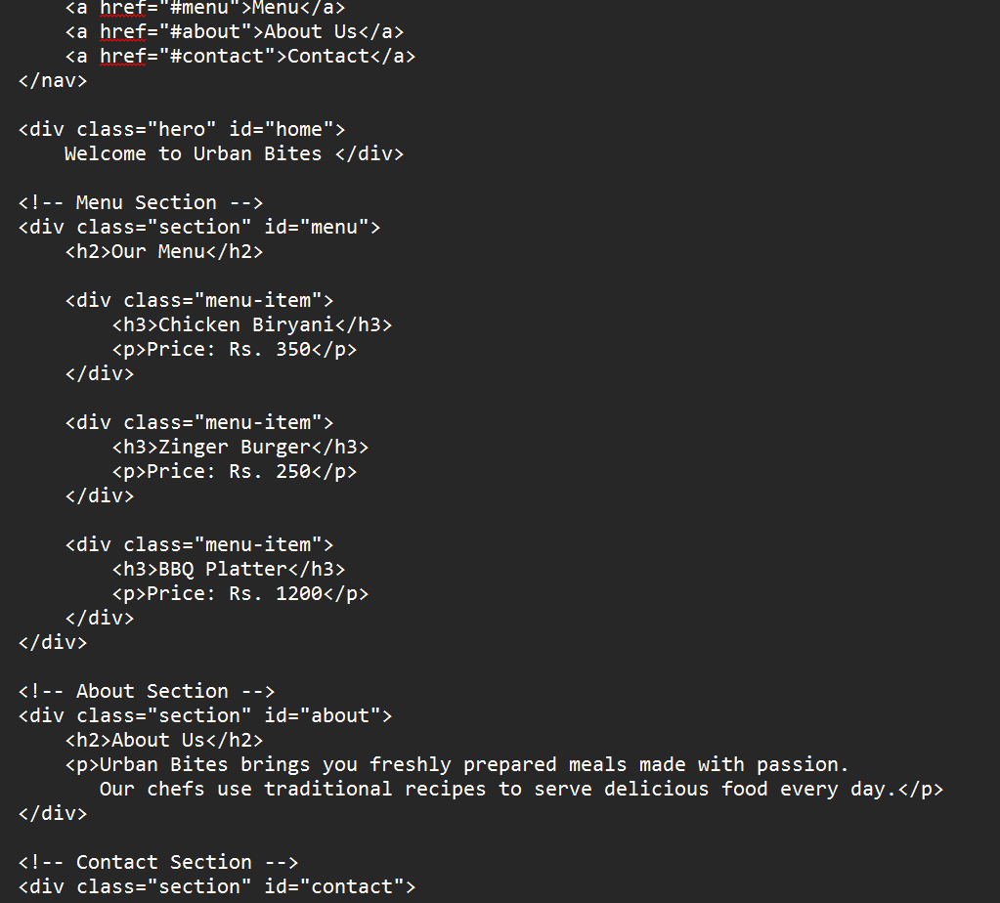 <a href="#menu">Menu</a>
<a href="#about">About Us</a>
<a href="#contact">Contact</a>
</nav>
<div class="hero" id="home">
Welcome to Urban Bites </div>
<!-- Menu Section -->
<div class="section" id="menu">
<h2>Our Menu</h2>
<div class="menu-item">
<h3>Chicken Biryani</h3>
<p>Price: Rs. 350</p>
</div>
<div class="menu-item">
<h3>Zinger Burger</h3>
<p>Price: Rs. 250</p>
</div>
<div class="menu-item">
<h3>BBQ Platter</h3>
<p>Price: Rs. 1200</p>
</div>
</div>
<!-- About Section -->
<div class="section" id="about">
<h2>About Us</h2>
<p>Urban Bites brings you freshly prepared meals made with passion.
Our chefs use traditional recipes to serve delicious food every day.</p>
</div>
<!-- Contact Section -->
<div class="section" id="contact">